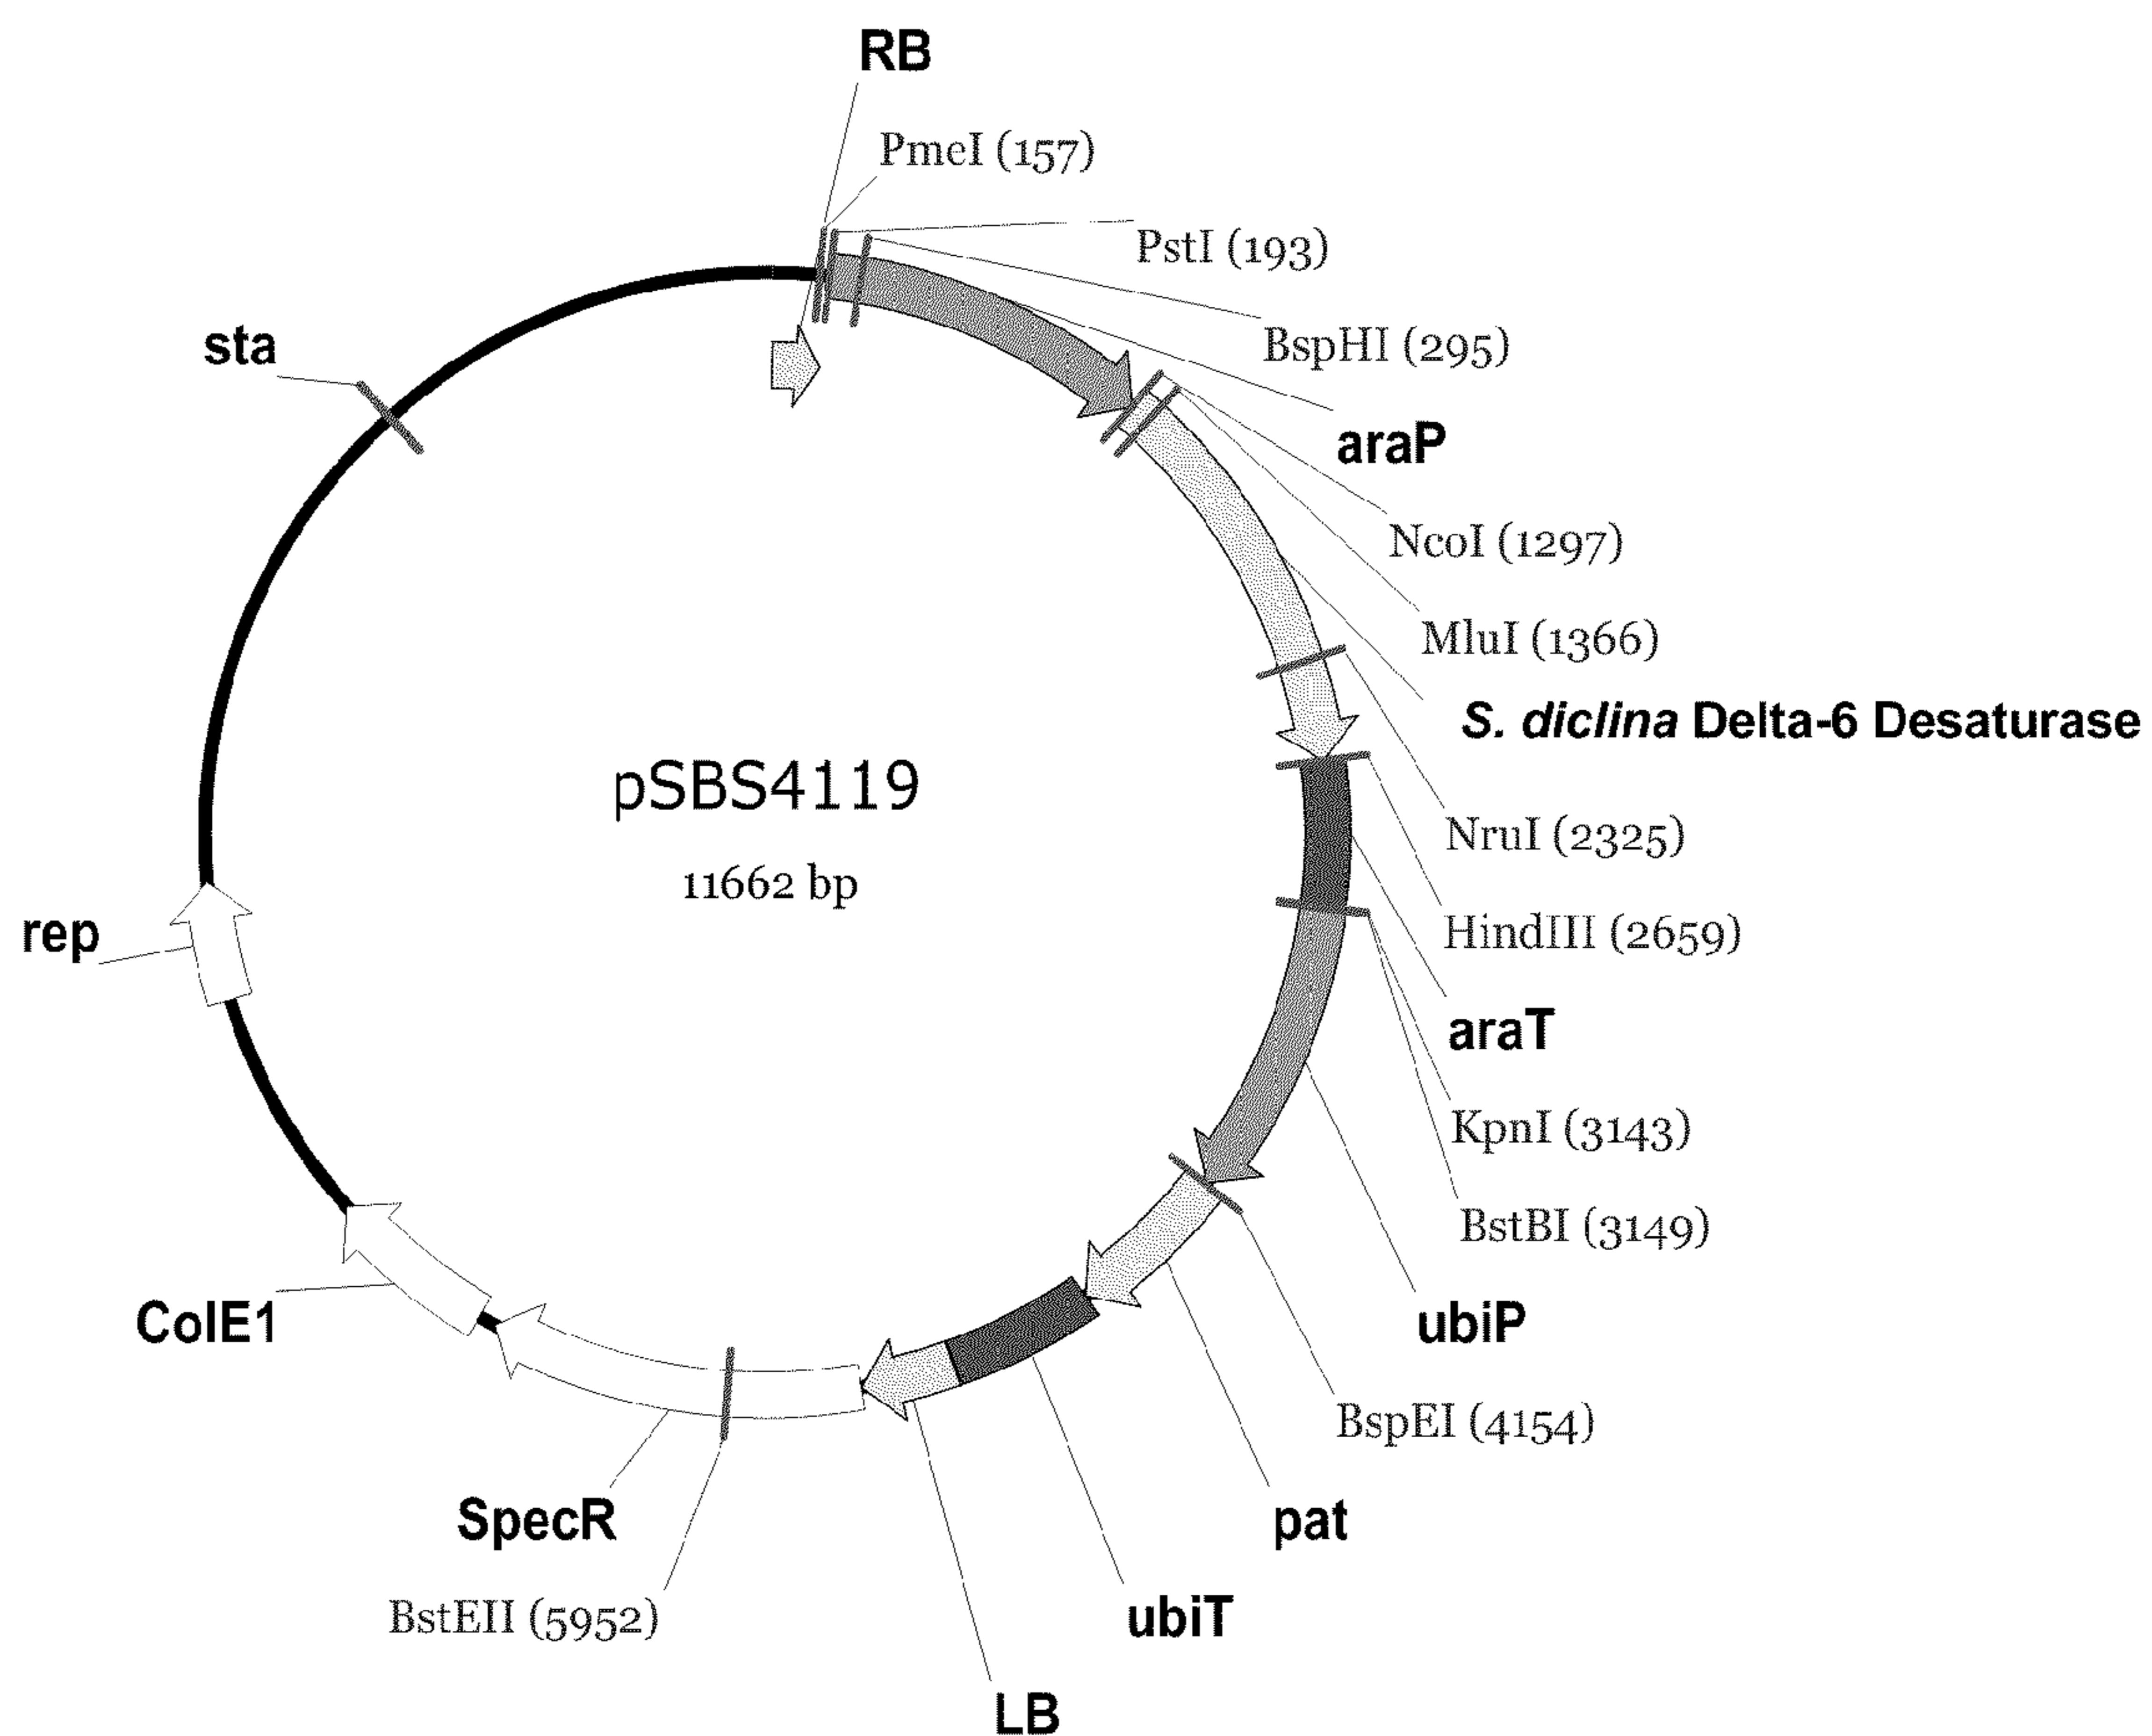 RB
PmeI (157)
PstI (193)
sta
BspHI (295)
araP
NcoI (1297)
MluI (1366)
S. diclina Delta-6 Desaturase
pSBS4119
NruI (2325)
11662 bp
rep
HindIII (2659)
araT
KpnI (3143)
BstBI (3149)
ColE1
ubiP
BspEI (4154)
SpecR
pat
BstEII (5952)
ubiT
LB